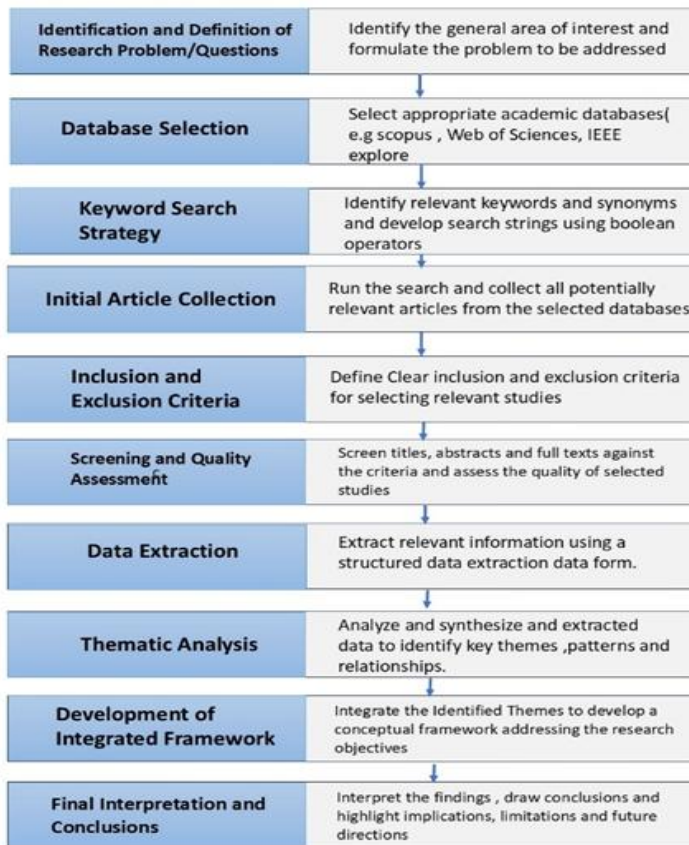 Identification and Definition of
Research Problem/Questions
Identify the general area of interest and
formulate the problem to be addressed
Database Selection
Select appropriate academic databases(
e.g scopus , Web of Sciences, IEEE
explore
Keyword Search
Strategy
Identify relevant keywords and synonyms
and develop search strings using boolean
operators
Initial Article Collection
Run the search and collect all potentially
relevant articles from the selected databases
Inclusion and
Exclusion Criteria
Define Clear inclusion and exclusion criteria
for selecting relevant studies
Screening and Quality
Assessment
Screen titles, abstracts and full texts against
the criteria and assess the quality of selected
studies
Data Extraction
Extract relevant information using a
structured data extraction data form.
Thematic Analysis
Analyze and synthesize and extracted
data to identify key themes ,patterns and
relationships.
Development of
Integrated Framework
Integrate the Identified Themes to develop a
conceptual framework addressing the research
objectives
Final Interpretation and
Conclusions
Interpret the findings , draw conclusions and
highlight implications, limitations and future
directions